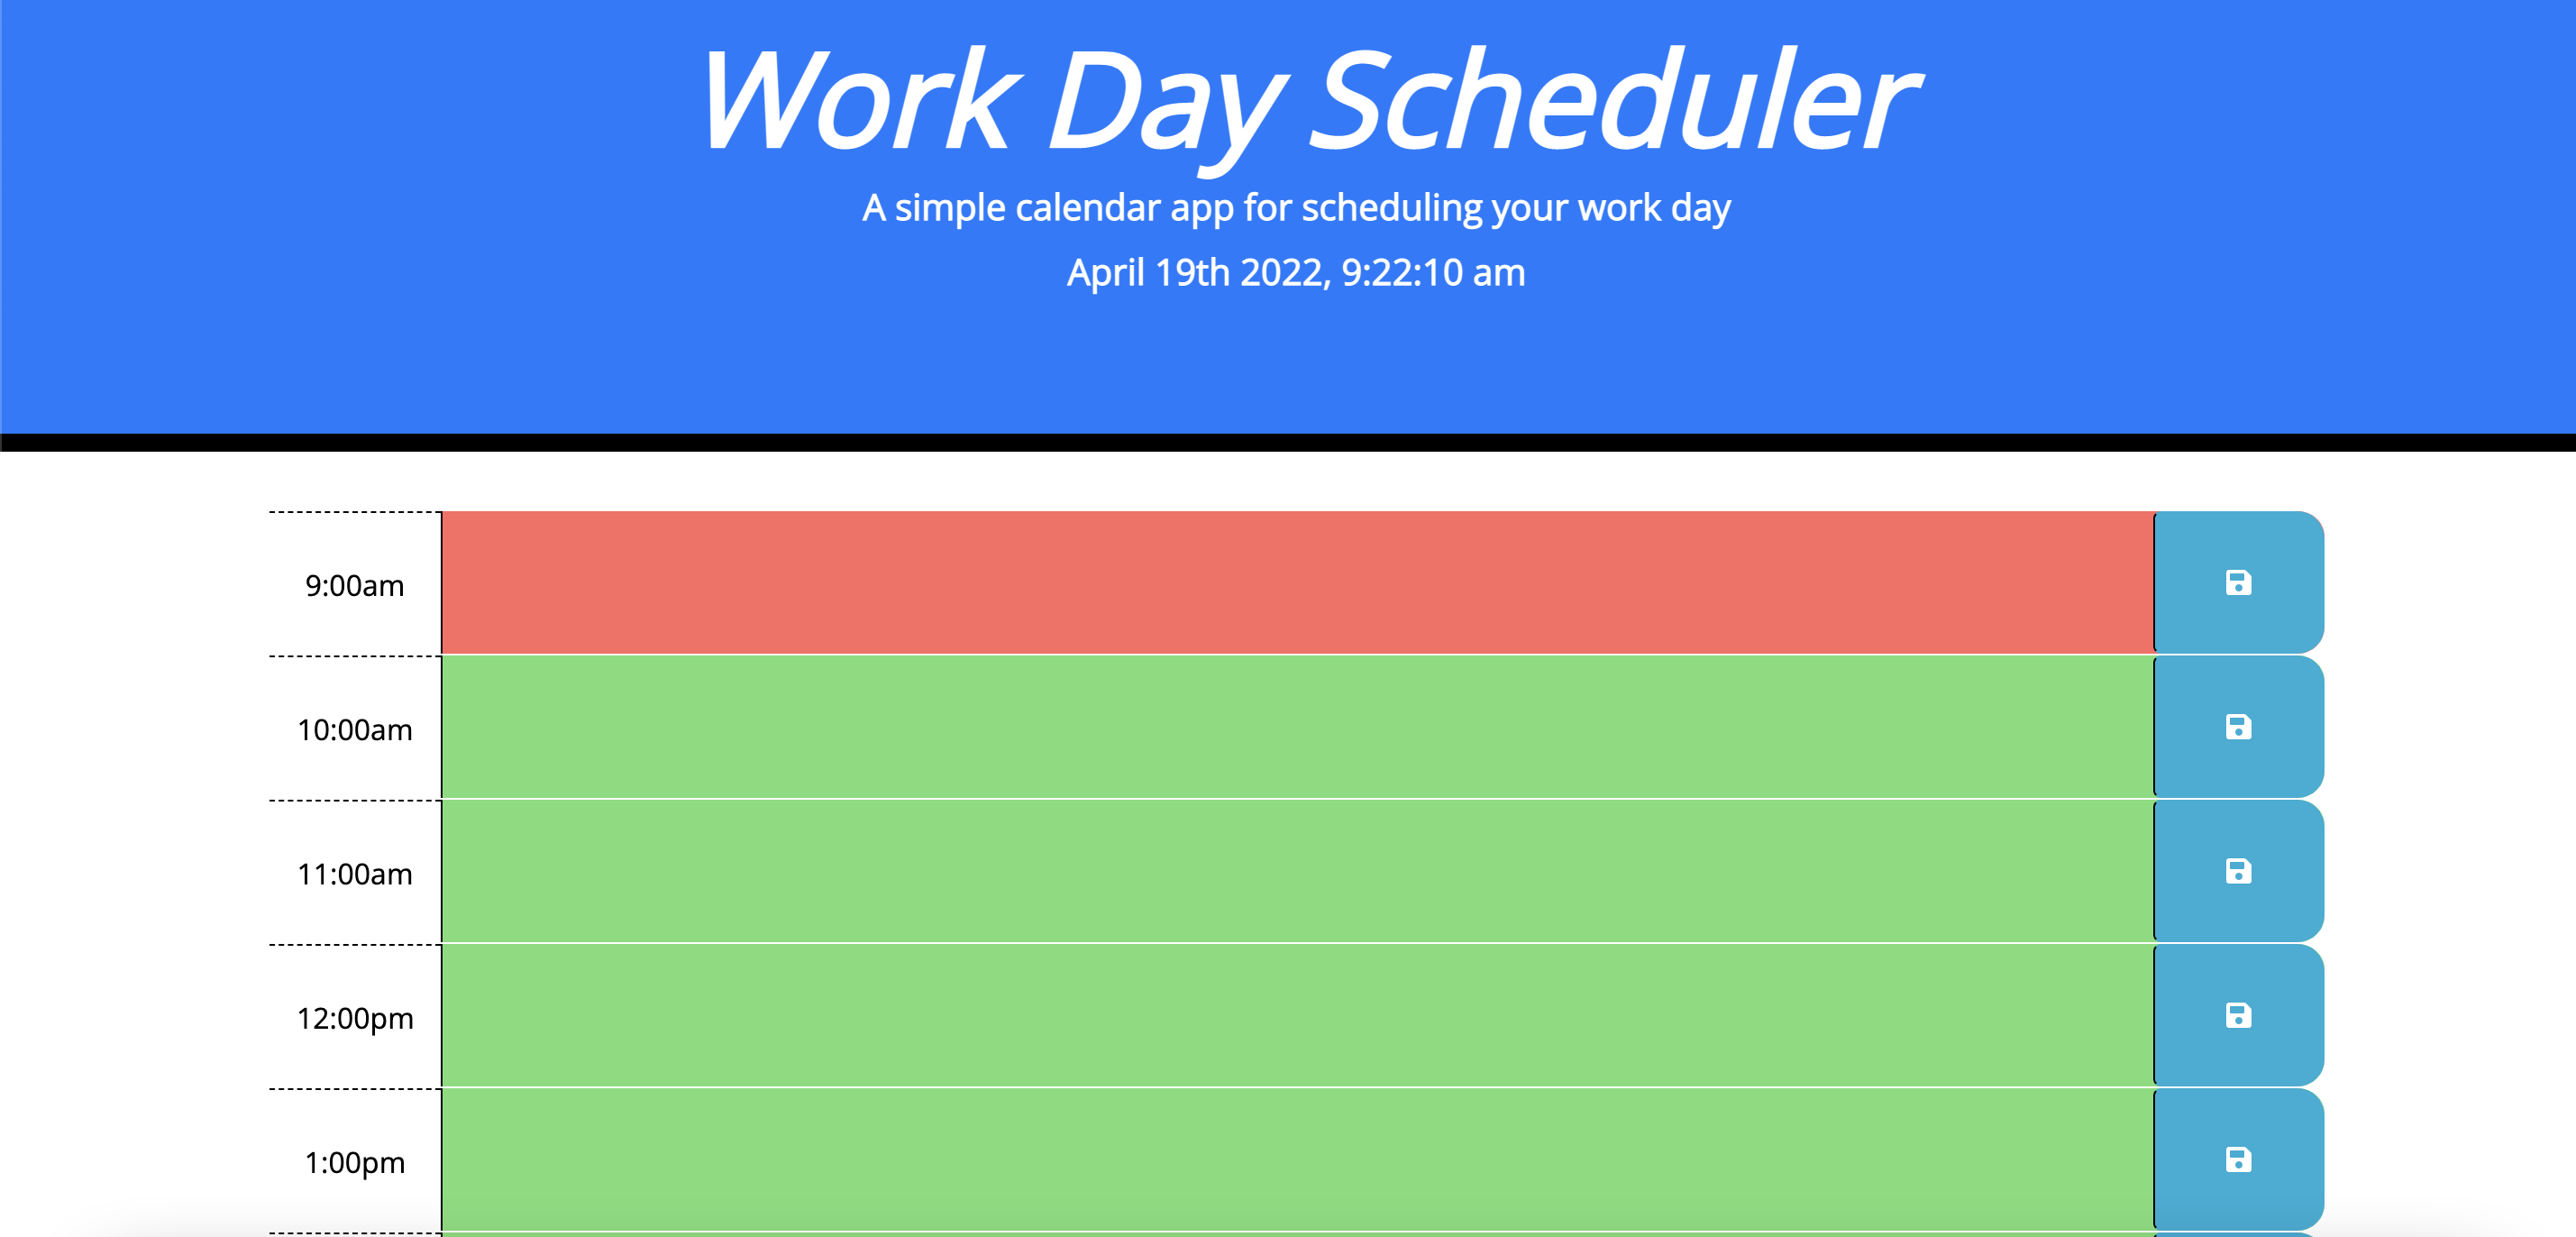 Work Day Scheduler
A simple calendar app for scheduling your work day
April 19th 2022, 9:22:10 am
9:00am
10:00am
11:00am
12:00pm
1:00pm